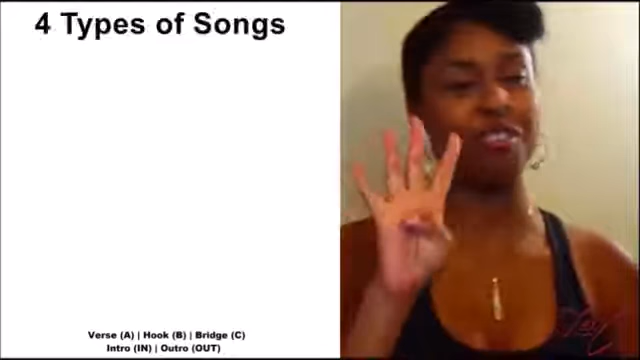 4 Types of Songs
Verse (A) | Hook (B) | Bridge (C)
Intro (IN) | Outro (OUT)